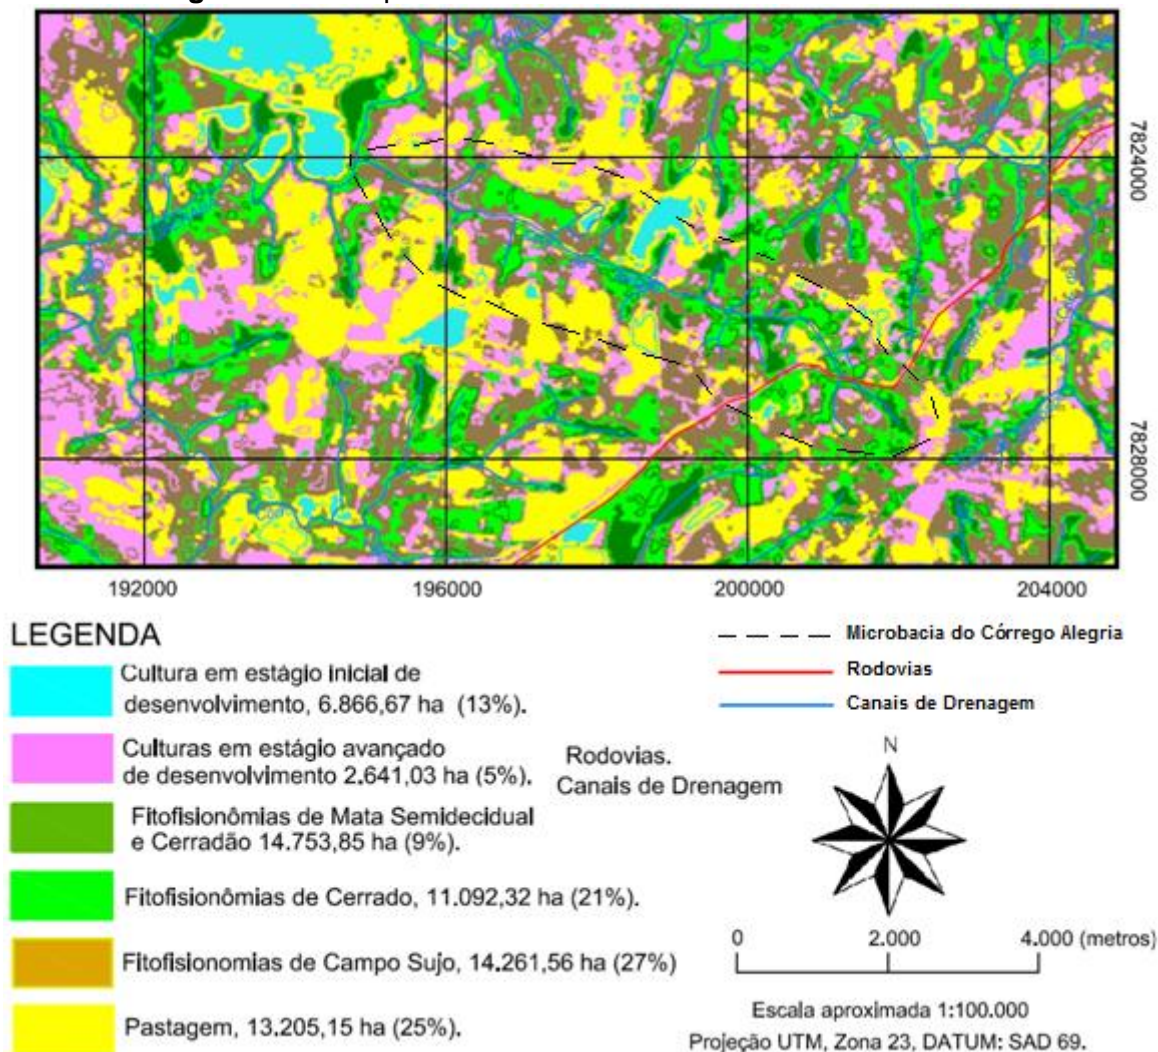 7824000
7828000
192000
196000
200000
204000
LEGENDA
Cultura em estágio inicial de
desenvolvimento, 6.866,67 ha (13%).
Culturas em estágio avançado
de desenvolvimento 2.641,03 ha (5%).
Fitofisionômias de Mata Semidecidual
e Cerradão 14.753,85 ha (9%).
Fitofisionômias de Cerrado, 11.092,32 ha (21%).
Fitofisionomias de Campo Sujo, 14.261,56 ha (27%)
Pastagem, 13.205,15 ha (25%).
Microbacia do Córrego Alegria
Rodovias
Canais de Drenagem
Rodovias.
Canais de Drenagem
N
0 2.000 4.000 (metros)
Escala aproximada 1:100.000
Projeção UTM, Zona 23, DATUM: SAD 69.